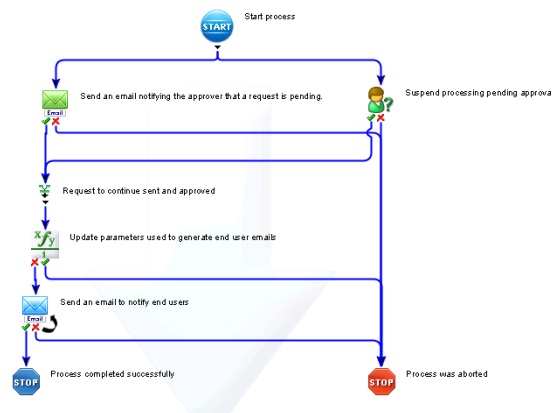 START
Start process
Send an email notifying the approver that a request is pending.
Email
Suspend processing pending approva
?
Request to continue sent and approved
xfy
1
Update parameters used to generate end user emails
Send an email to notify end users
Email
STOP
Process completed successfully
STOP
Process was aborted